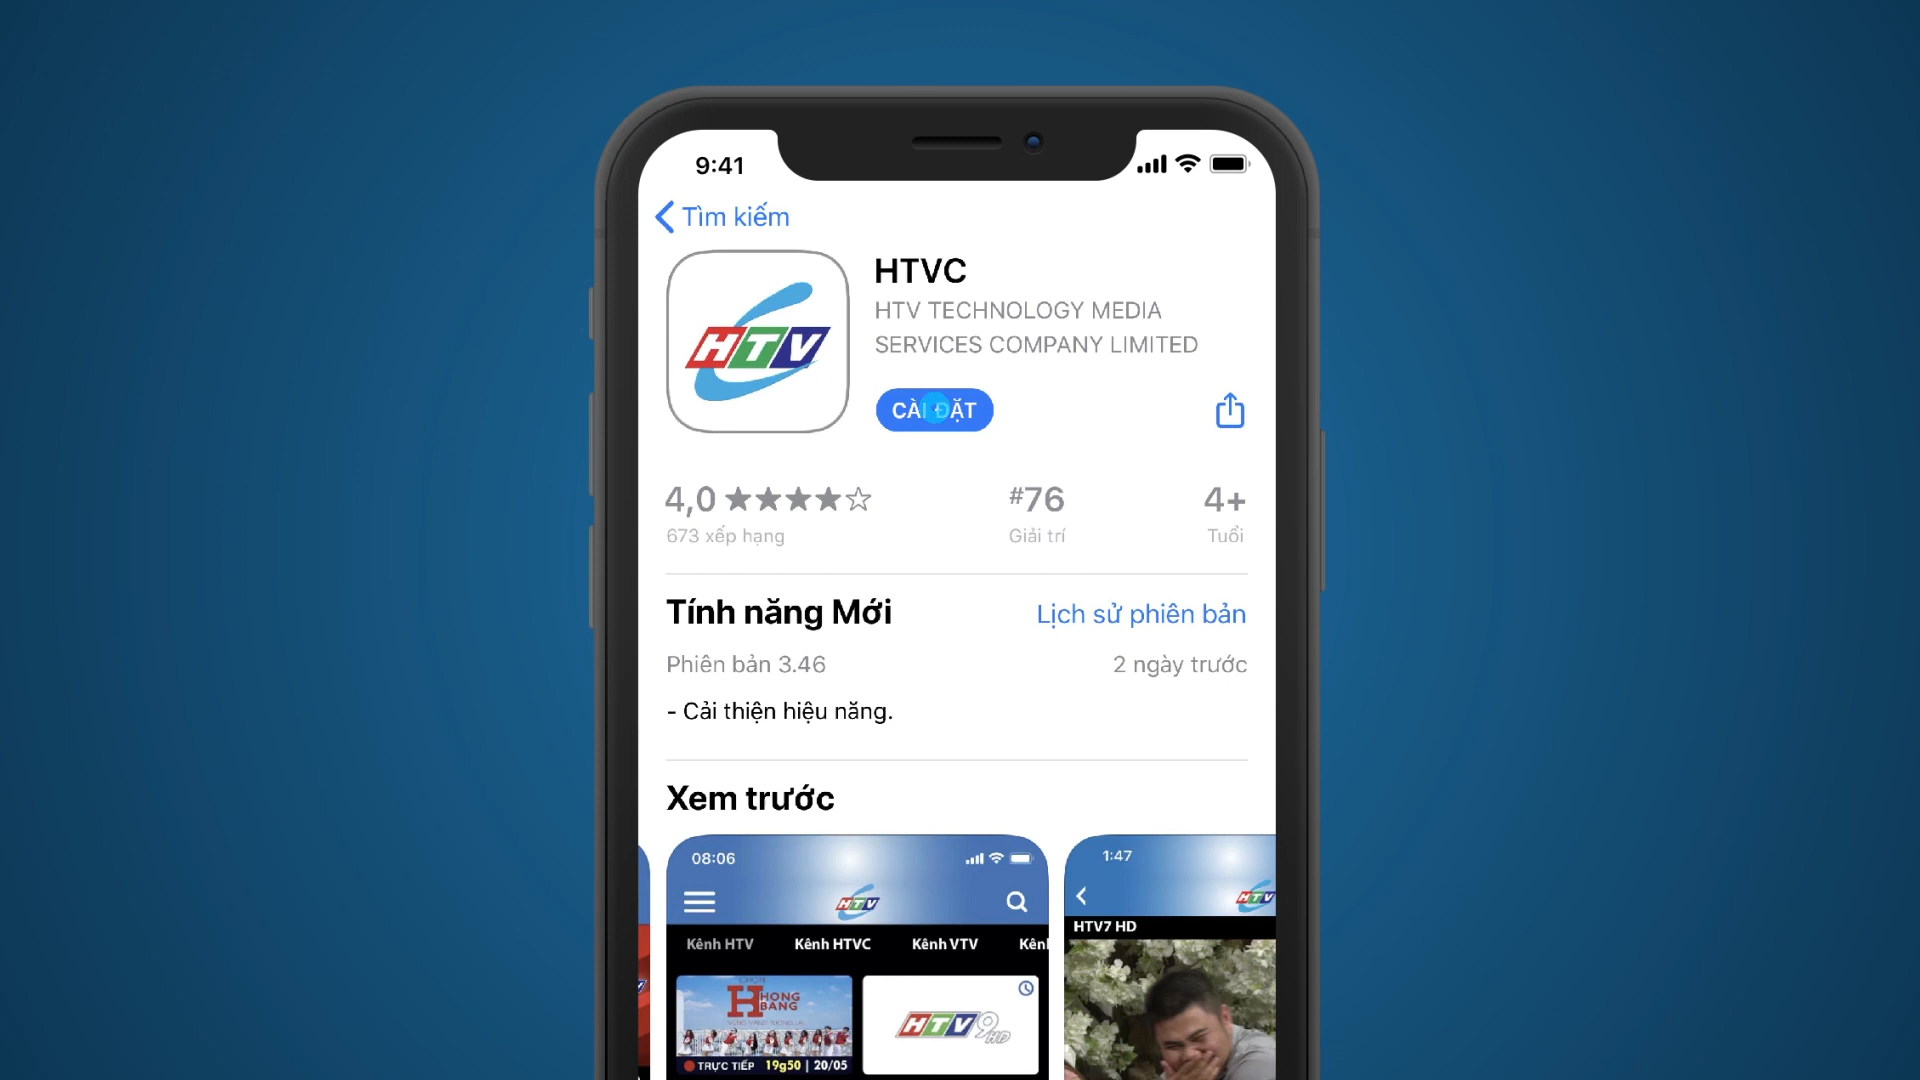 9:41
Tìm kiếm
HTV
HTVC
HTV TECHNOLOGY MEDIA
SERVICES COMPANY LIMITED
CÀI ĐẶT
4,0
673 xếp hạng
#76
Giải trí
4+
Tuổi
Tính năng Mới
Lịch sử phiên bản
Phiên bản 3.46
2 ngày trước
- Cải thiện hiệu năng.
Xem trước
08:06
HTV
Kênh HTV
Kênh HTVC
Kênh VTV
HONG
BANG
TRỰC TIẾP 19g50 | 20/05
HTV9
HD
1:47
HTV
HTV7 HD